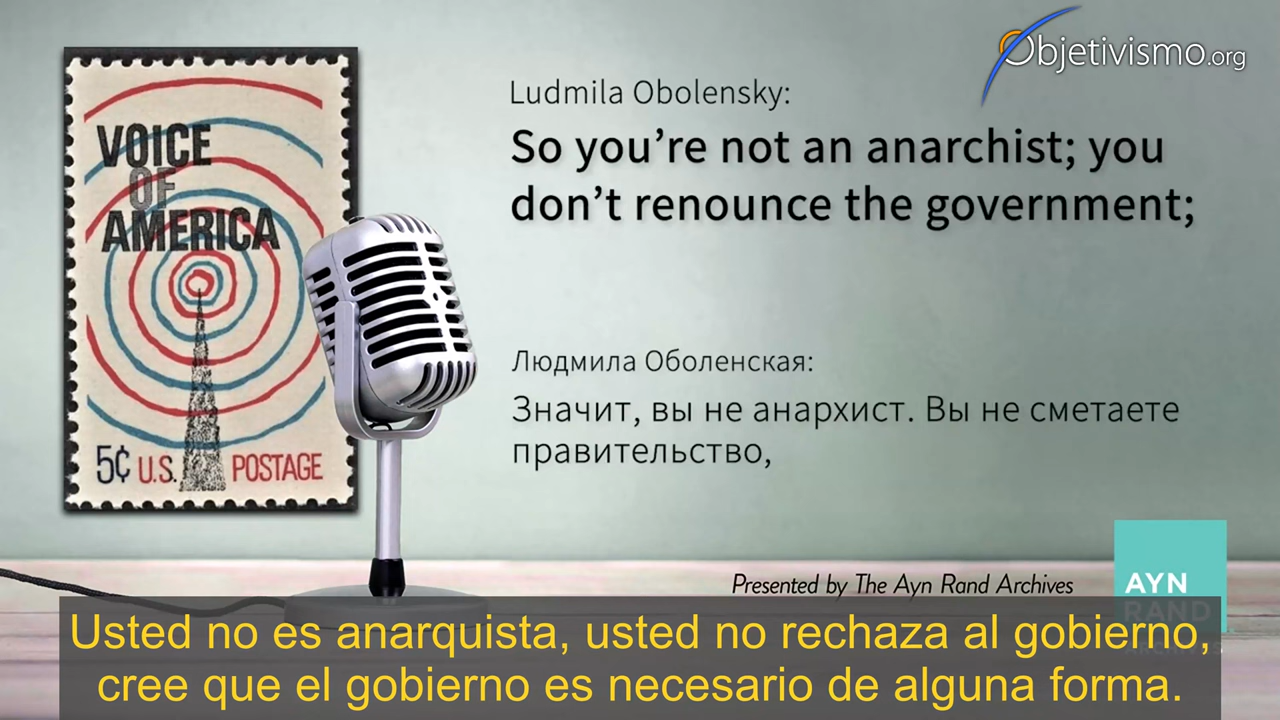 Objetivismo.org
VOICE
OF
AMERICA
5¢ U.S. POSTAGE
Ludmila Obolensky:
So you’re not an anarchist; you
don’t renounce the government;
Людмила Оболенская:
Значит, вы не анархист. Вы не сметаете
правительство,
Presented by The Ayn Rand Archives
AYN
RAND
Usted no es anarquista, usted no rechaza al gobierno,
cree que el gobierno es necesario de alguna forma.